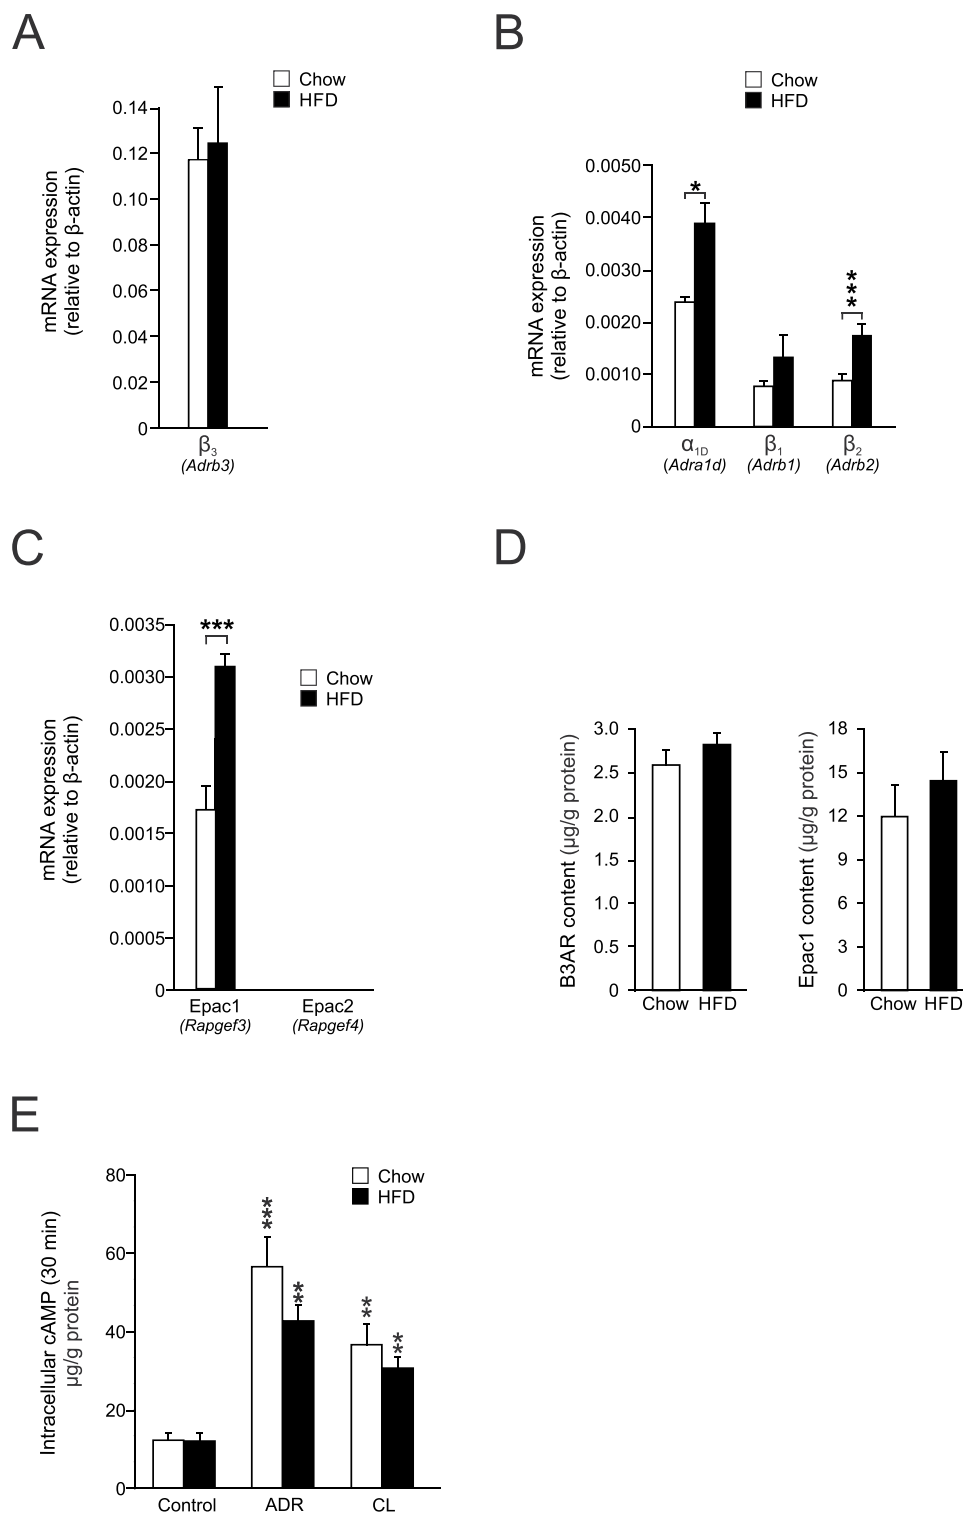 A
Chow
HFD
0.14
0.12
0.10
0.08
0.06
0.04
0.02
0
mRNA expression
(relative to β-actin)
β3
(Adrb3)
B
Chow
HFD
0.0050
0.0040
0.0030
0.0020
0.0010
0
mRNA expression
(relative to β-actin)
*
***
α1D
β1
β2
(Adra1d)
(Adrb1)
(Adrb2)
C
0.0035
0.0030
0.0025
0.0020
0.0015
0.0010
0.0005
0
mRNA expression
(relative to β-actin)
***
Chow
HFD
Epac1
Epac2
(Rapgef3)
(Rapgef4)
D
3.0
2.5
2.0
1.5
1.0
0.5
0
B3AR content (µg/g protein)
Chow HFD
18
15
12
9
6
3
0
Epac1 content (µg/g protein)
Chow HFD
E
80
60
40
20
0
Intracellular cAMP (30 min)
µg/g protein
Chow
HFD
***
**
**
**
Control
ADR
CL